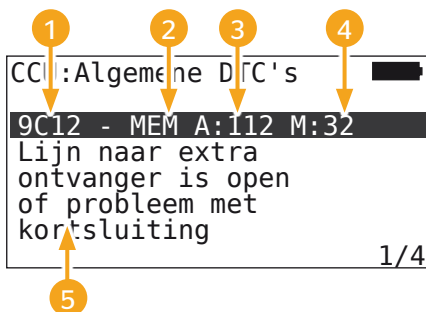 1 2 3 4
CCU:Algemene DTC's
9C12 - MEM A:I12 M:32
Lijn naar extra
ontvanger is open
of probleem met
kortsluiting
1/4
5